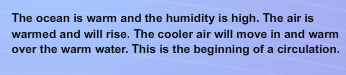 The ocean is warm and the humidity is high. The air is
warmed and will rise. The cooler air will move in and warm
over the warm water. This is the beginning of a circulation.